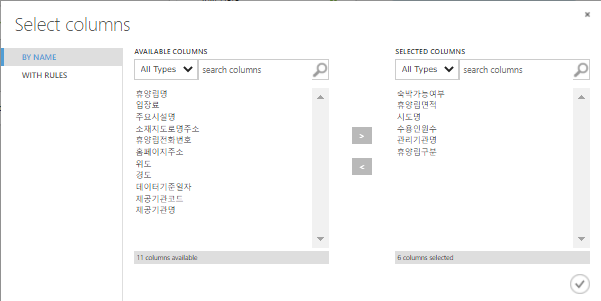 Select columns
BY NAME
WITH RULES
AVAILABLE COLUMNS
All Types
search columns
휴양림명
입장료
주요시설명
소재지도로명주소
휴양림전화번호
홈페이지주소
위도
경도
데이터기준일자
제공기관코드
제공기관명
11 columns available
>
<
SELECTED COLUMNS
All Types
search columns
숙박가능여부
휴양림면적
시도명
수용인원수
관리기관명
휴양림구분
6 columns selected